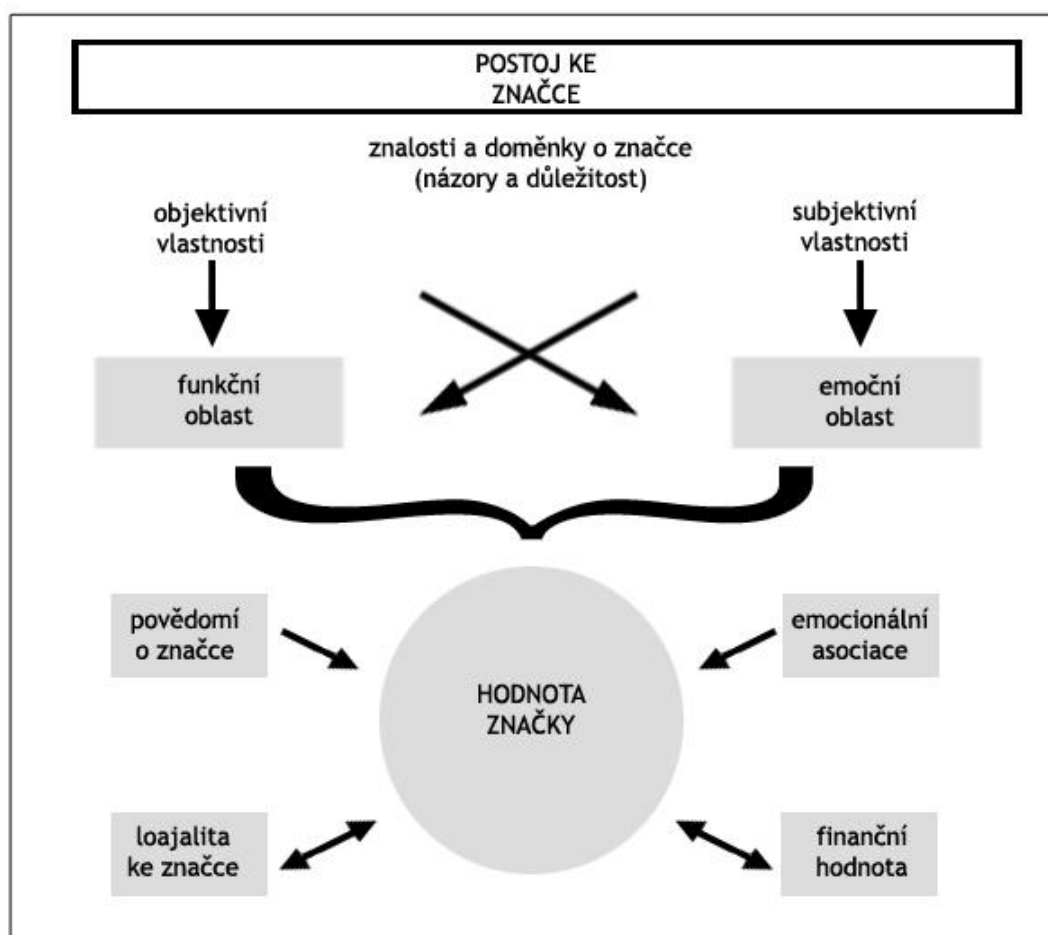 POSTOJ KE
ZNAČCE
znalosti a doměnky o značce
(názory a důležitost)
objektivní
vlastnosti
subjektivní
vlastnosti
funkční
oblast
emoční
oblast
povědomí
o značce
emocionální
asociace
HODNOTA
ZNAČKY
loajalita
ke značce
finanční
hodnota